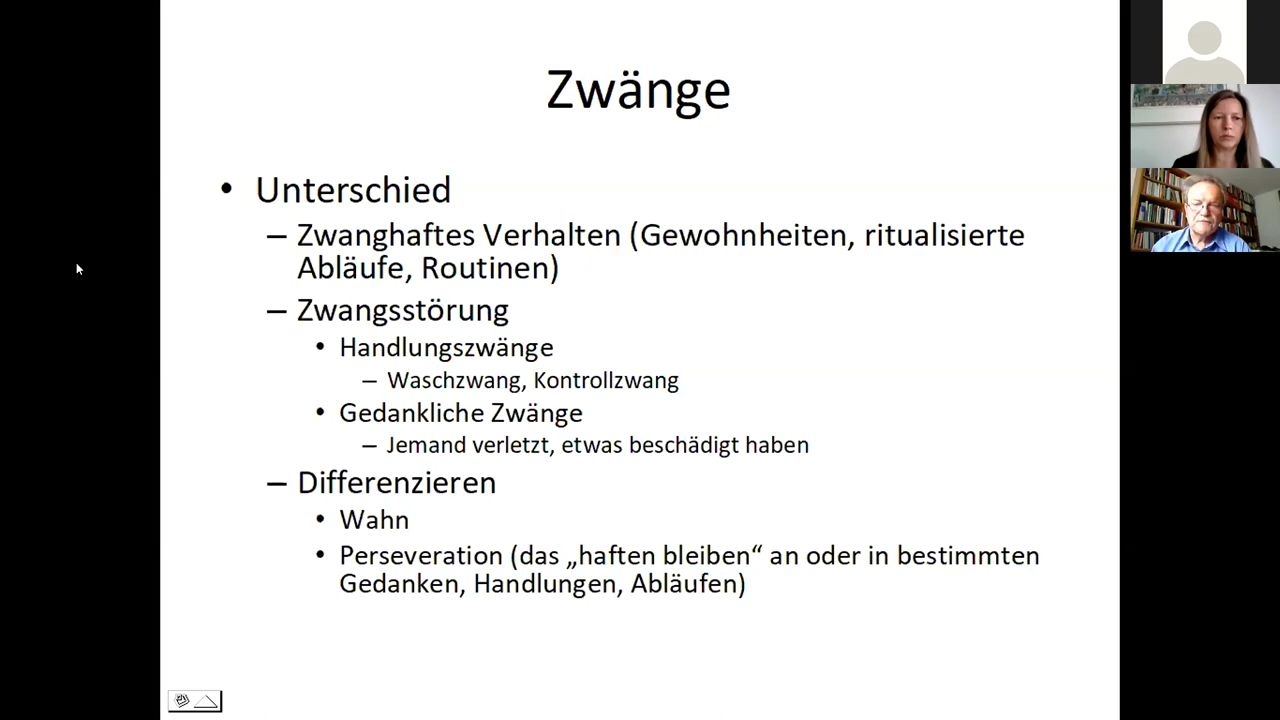 Zwänge
• Unterschied
– Zwanghaftes Verhalten (Gewohnheiten, ritualisierte
Abläufe, Routinen)
– Zwangsstörung
• Handlungszwänge
– Waschzwang, Kontrollzwang
• Gedankliche Zwänge
– Jemand verletzt, etwas beschädigt haben
– Differenzieren
• Wahn
• Perseveration (das „haften bleiben“ an oder in bestimmten
Gedanken, Handlungen, Abläufen)